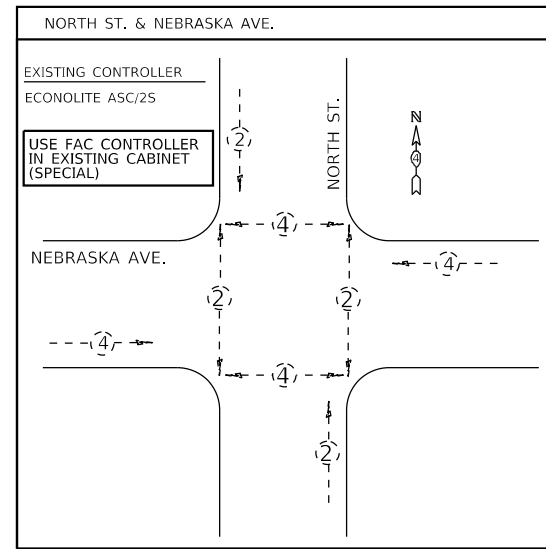 NORTH ST. & NEBRASKA AVE.
EXISTING CONTROLLER
ECONOLITE ASC/2S
USE FAC CONTROLLER
IN EXISTING CABINET
(SPECIAL)
2
NORTH ST.
N
4
4
NEBRASKA AVE.
4
2
2
4
4
2